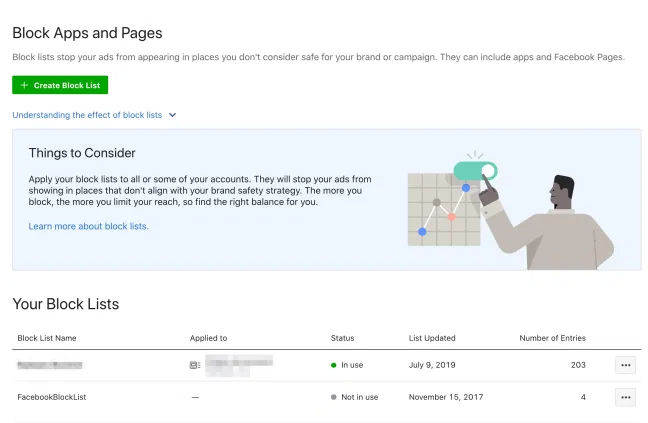 Block Apps and Pages
Block lists stop your ads from appearing in places you don't consider safe for your brand or campaign. They can include apps and Facebook Pages.
+ Create Block List
Understanding the effect of block lists
Things to Consider
Apply your block lists to all or some of your accounts. They will stop your ads from
showing in places that don't align with your brand safety strategy. The more you
block, the more you limit your reach, so find the right balance for you.
Learn more about block lists.
Your Block Lists
Block List Name Applied to Status List Updated Number of Entries
In use July 9, 2019 203
FacebookBlockList — Not in use November 15, 2017 4